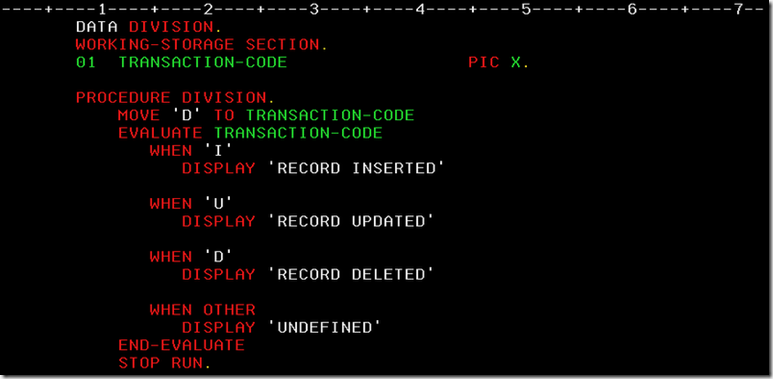 ----+----1----+----2----+----3----+----4----+----5----+----6----+----7--
DATA DIVISION.
WORKING-STORAGE SECTION.
01  TRANSACTION-CODE                 PIC X.
PROCEDURE DIVISION.
MOVE 'D' TO TRANSACTION-CODE
EVALUATE TRANSACTION-CODE
WHEN 'I'
DISPLAY 'RECORD INSERTED'
WHEN 'U'
DISPLAY 'RECORD UPDATED'
WHEN 'D'
DISPLAY 'RECORD DELETED'
WHEN OTHER
DISPLAY 'UNDEFINED'
END-EVALUATE
STOP RUN.